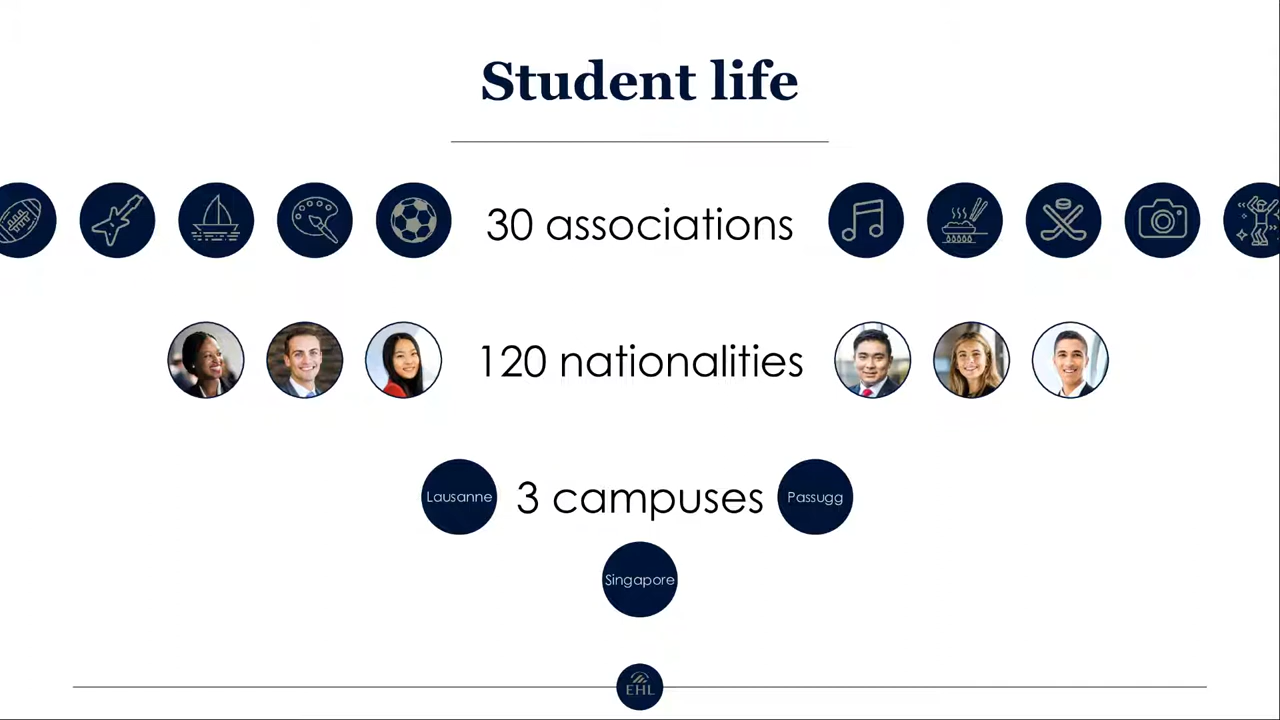 Student life
30 associations
120 nationalities
Lausanne 3 campuses Passugg
Singapore
EHL